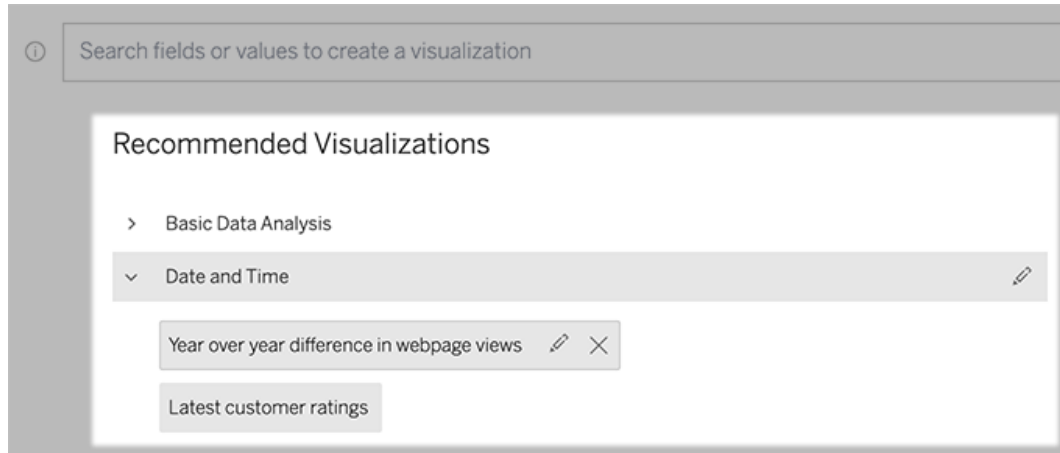 Search fields or values to create a visualization
Recommended Visualizations
Basic Data Analysis
Date and Time
Year over year difference in webpage views
Latest customer ratings